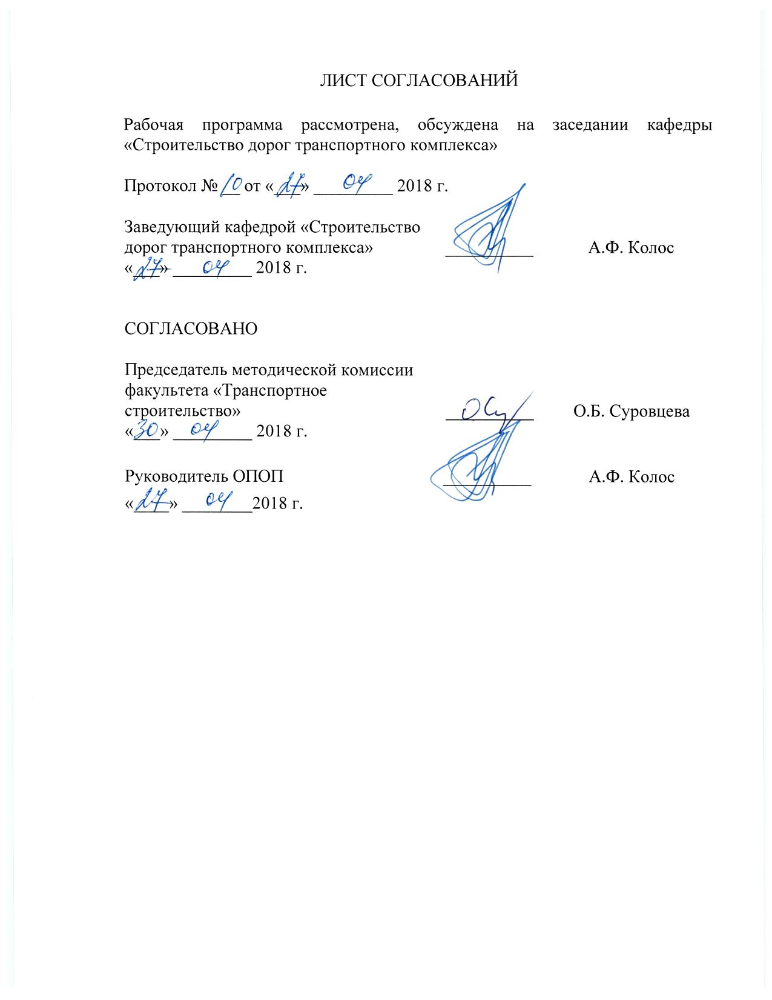 ЛИСТ СОГЛАСОВАНИЙ
Рабочая программа рассмотрена, обсуждена на заседании кафедры
«Строительство дорог транспортного комплекса»
Протокол № 10 от «27» 04 2018 г.
Заведующий кафедрой «Строительство
дорог транспортного комплекса» А.Ф. Колос
«27» 04 2018 г.
СОГЛАСОВАНО
Председатель методической комиссии
факультета «Транспортное
строительство» О.Б. Суровцева
«30» 04 2018 г.
Руководитель ОПОП А.Ф. Колос
«27» 04 2018 г.